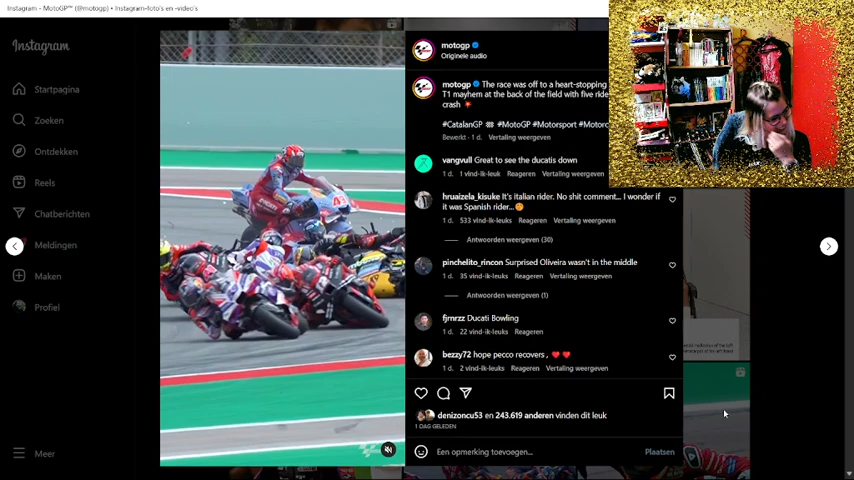 Instagram - MotoGP™ (@motogp) • Instagram-foto's en -video's
Instagram
Startpagina
Zoeken
Ontdekken
Reels
Chatberichten
Meldingen
Maken
Profiel
Meer
motogp
Originele audio
motogp The race was off to a heart-stopping
T1 mayhem at the back of the field with five ride
crash
#CatalanGP #MotoGP #Motorsport #Motorc
Bewerkt · 1 d. Vertaling weergeven
vangvull Great to see the ducatis down
1 d. 1 vind-ik-leuk Reageren Vertaling weergeven
hruaizela_kisuke It's italian rider. No shit comment... I wonder if
it was Spanish rider...
1 d. 533 vind-ik-leuks Reageren Vertaling weergeven
Antwoorden weergeven (30)
pinchelito_rincon Surprised Oliveira wasn't in the middle
1 d. 35 vind-ik-leuks Reageren Vertaling weergeven
Antwoorden weergeven (1)
fjrnrzz Ducati Bowling
1 d. 22 vind-ik-leuks Reageren
bezzy72 hope pecco recovers ,
1 d. 2 vind-ik-leuks Reageren Vertaling weergeven
denizoncu53 en 243.619 anderen vinden dit leuk
1 DAG GELEDEN
Een opmerking toevoegen...
Plaatsen